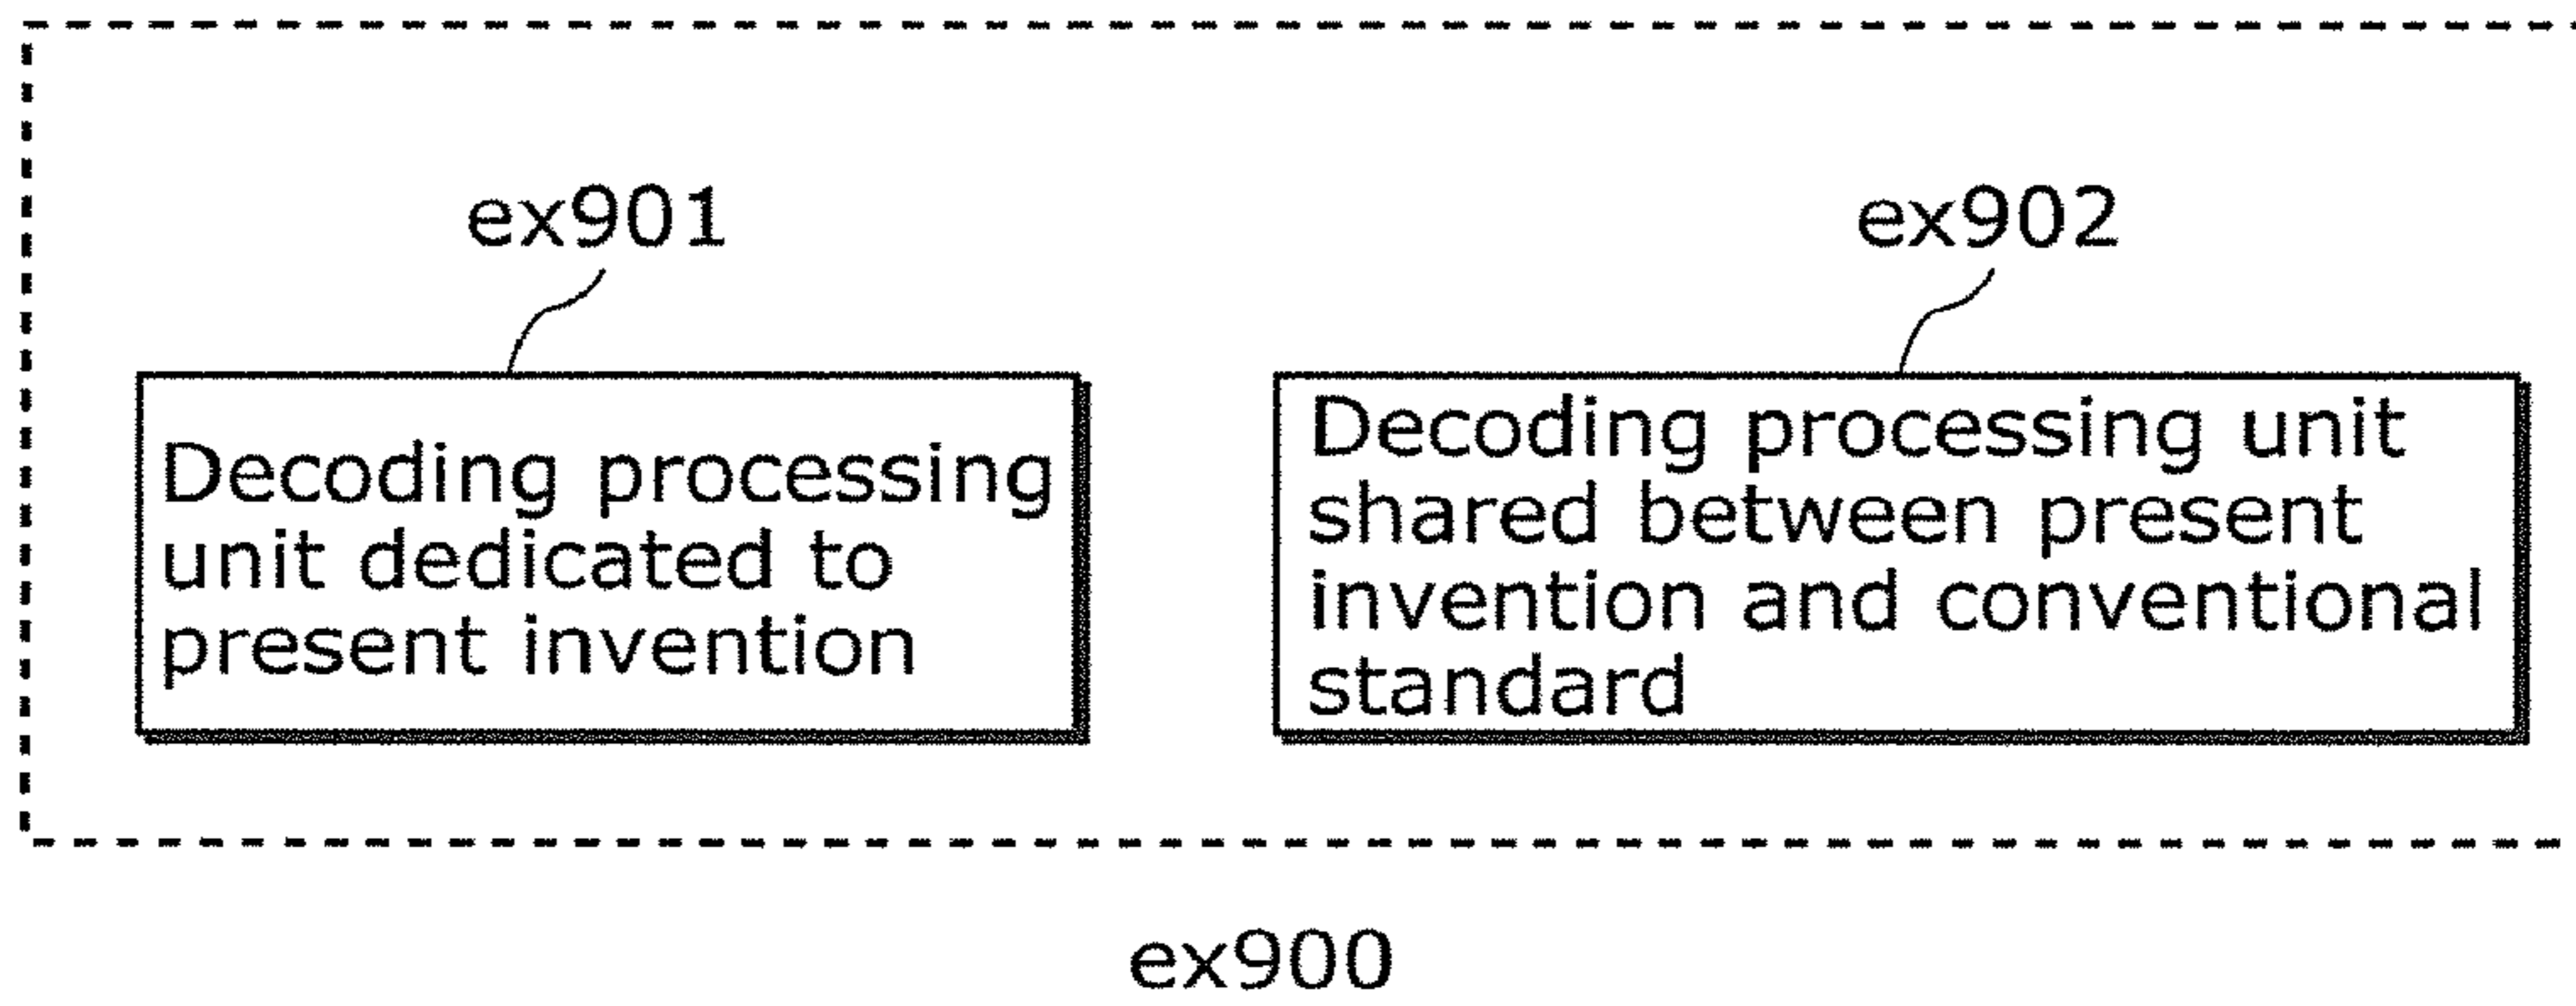 ex901
ex902
Decoding processing
unit dedicated to
present invention
Decoding processing unit
shared between present
invention and conventional
standard
ex900